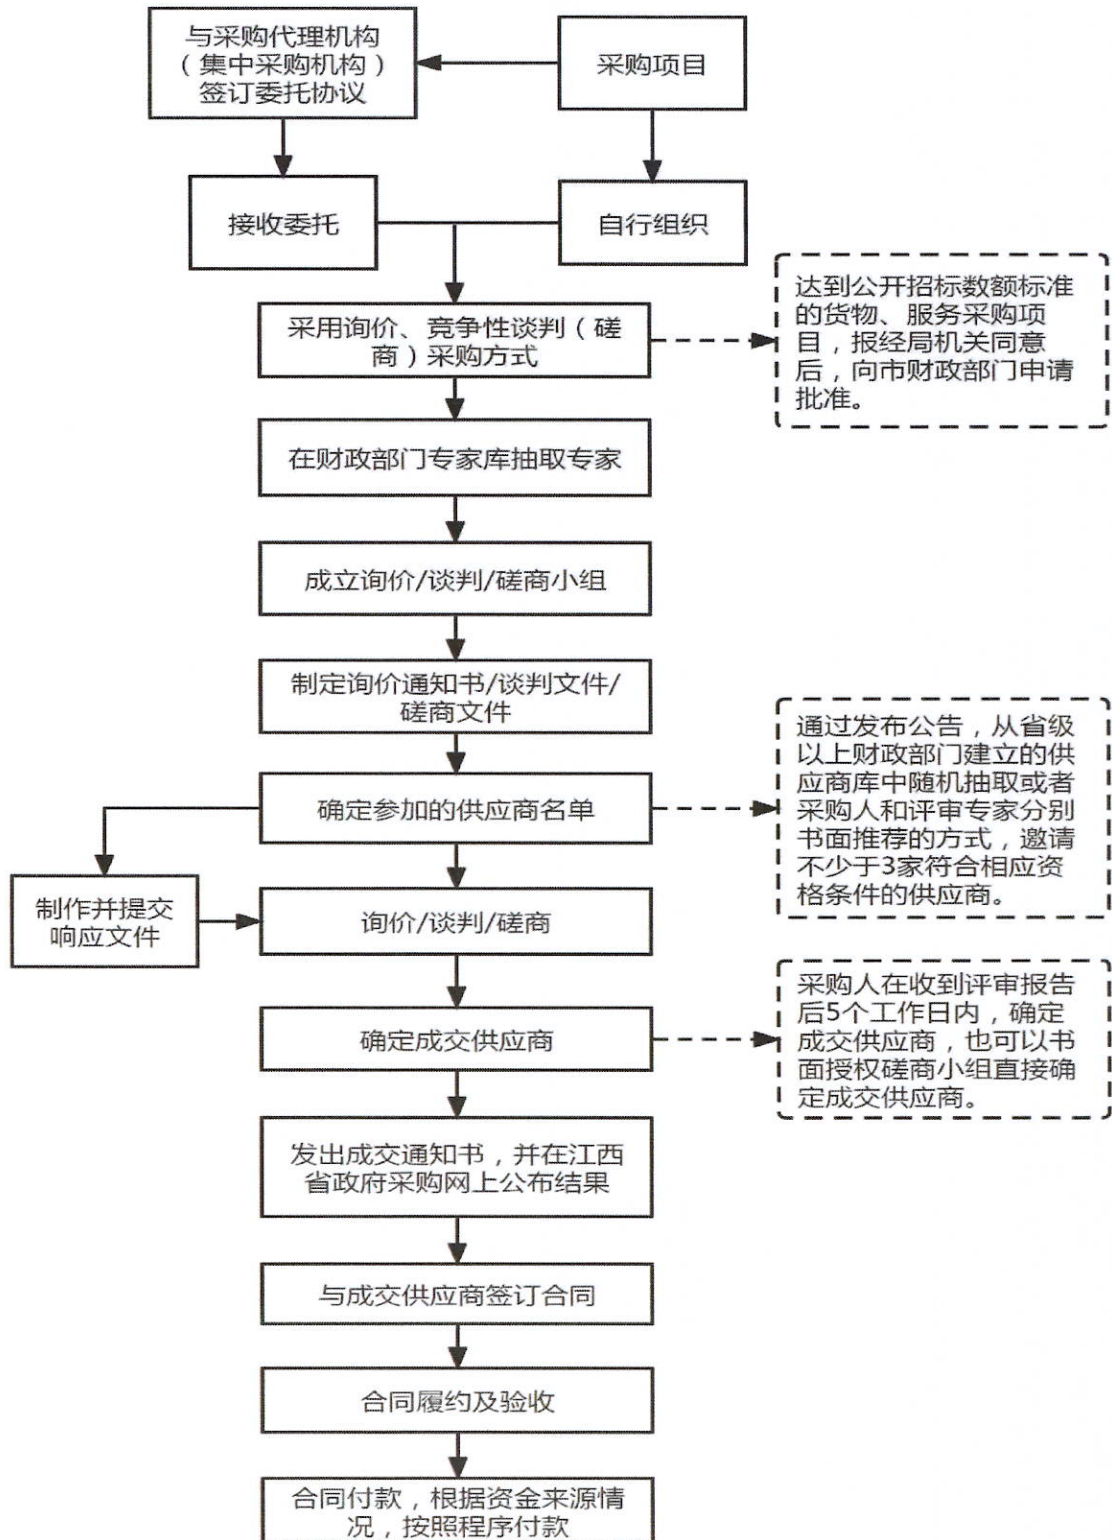 与采购代理机构
（集中采购机构）
签订委托协议
采购项目
接收委托
自行组织
采用询价、竞争性谈判（磋
商）采购方式
达到公开招标数额标准
的货物、服务采购项
目，报经局机关同意
后，向市财政部门申请
批准。
在财政部门专家库抽取专家
成立询价/谈判/磋商小组
制定询价通知书/谈判文件/
磋商文件
确定参加的供应商名单
通过发布公告，从省级
以上财政部门建立的供
应商库中随机抽取或者
采购人和评审专家分别
书面推荐的方式，邀请
不少于3家符合相应资
格条件的供应商。
制作并提交
响应文件
询价/谈判/磋商
确定成交供应商
采购人在收到评审报告
后5个工作日内，确定
成交供应商，也可以书
面授权磋商小组直接确
定成交供应商。
发出成交通知书，并在江西
省政府采购网上公布结果
与成交供应商签订合同
合同履约及验收
合同付款，根据资金来源情
况，按照程序付款